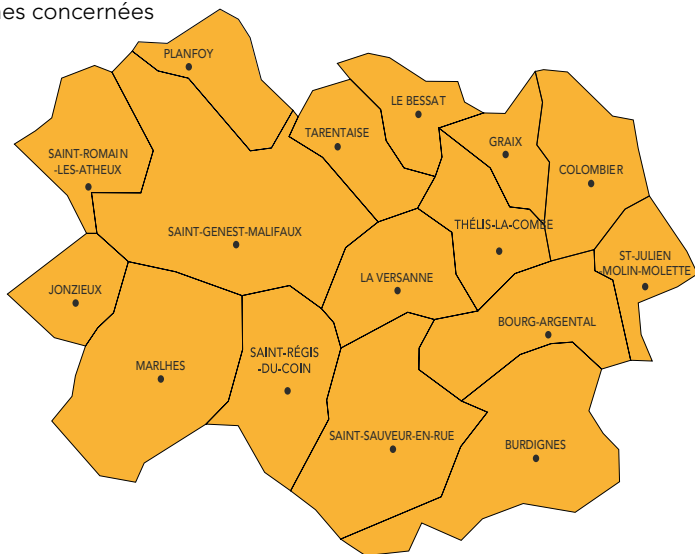 nes concernées
PLANFOY
LE BESSAT
TARENTAISE
GRAIX
SAINT-ROMAIN
-LES-ATHEUX
COLOMBIER
SAINT-GENEST-MALIFAUX
THÉLIS-LA-COMBE
ST-JULIEN
-MOLIN-MOLETTE
LA VERSANNE
JONZIEUX
BOURG-ARGENTAL
SAINT-RÉGIS
-DU-COIN
MARLHES
SAINT-SAUVEUR-EN-RUE
BURDIGNES